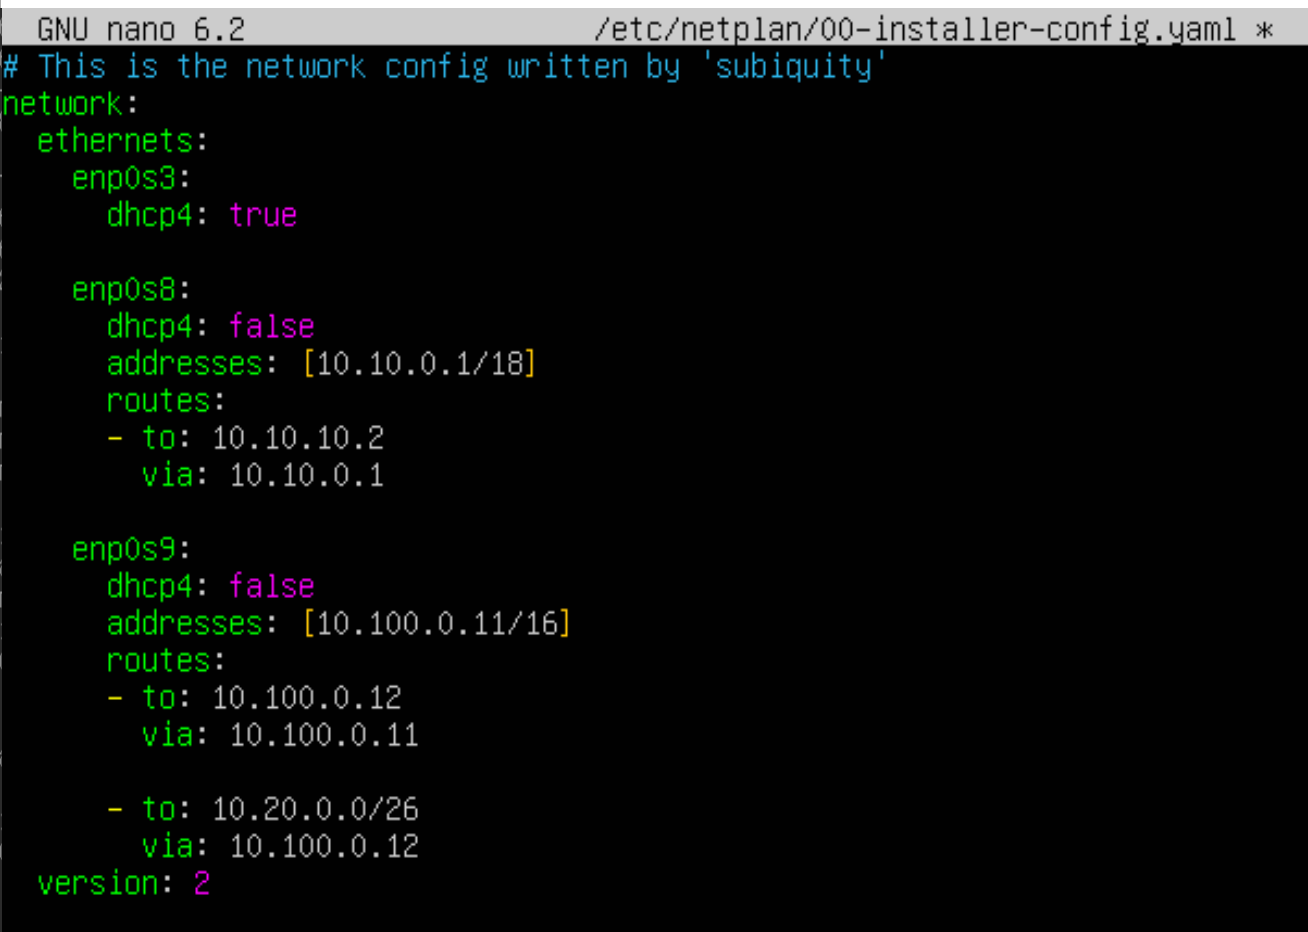 GNU nano 6.2 /etc/netplan/00-installer-config.yaml *
# This is the network config written by 'subiquity'
network:
  ethernets:
    enp0s3:
      dhcp4: true

    enp0s8:
      dhcp4: false
      addresses: [10.10.0.1/18]
      routes:
      - to: 10.10.10.2
        via: 10.10.0.1

    enp0s9:
      dhcp4: false
      addresses: [10.100.0.11/16]
      routes:
      - to: 10.100.0.12
        via: 10.100.0.11

      - to: 10.20.0.0/26
        via: 10.100.0.12
  version: 2